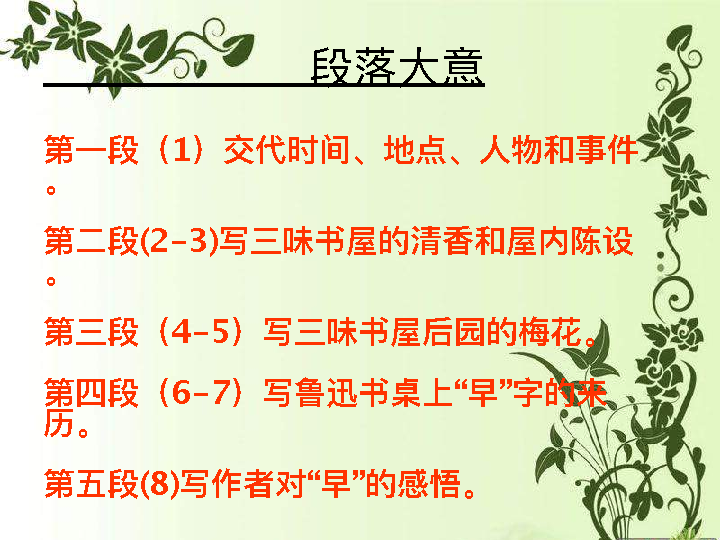 段落大意
第一段（1）交代时间、地点、人物和事件
。
第二段(2-3)写三味书屋的清香和屋内陈设
。
第三段（4-5）写三味书屋后园的梅花。
第四段（6-7）写鲁迅书桌上“早”字的来
历。
第五段(8)写作者对“早”的感悟。